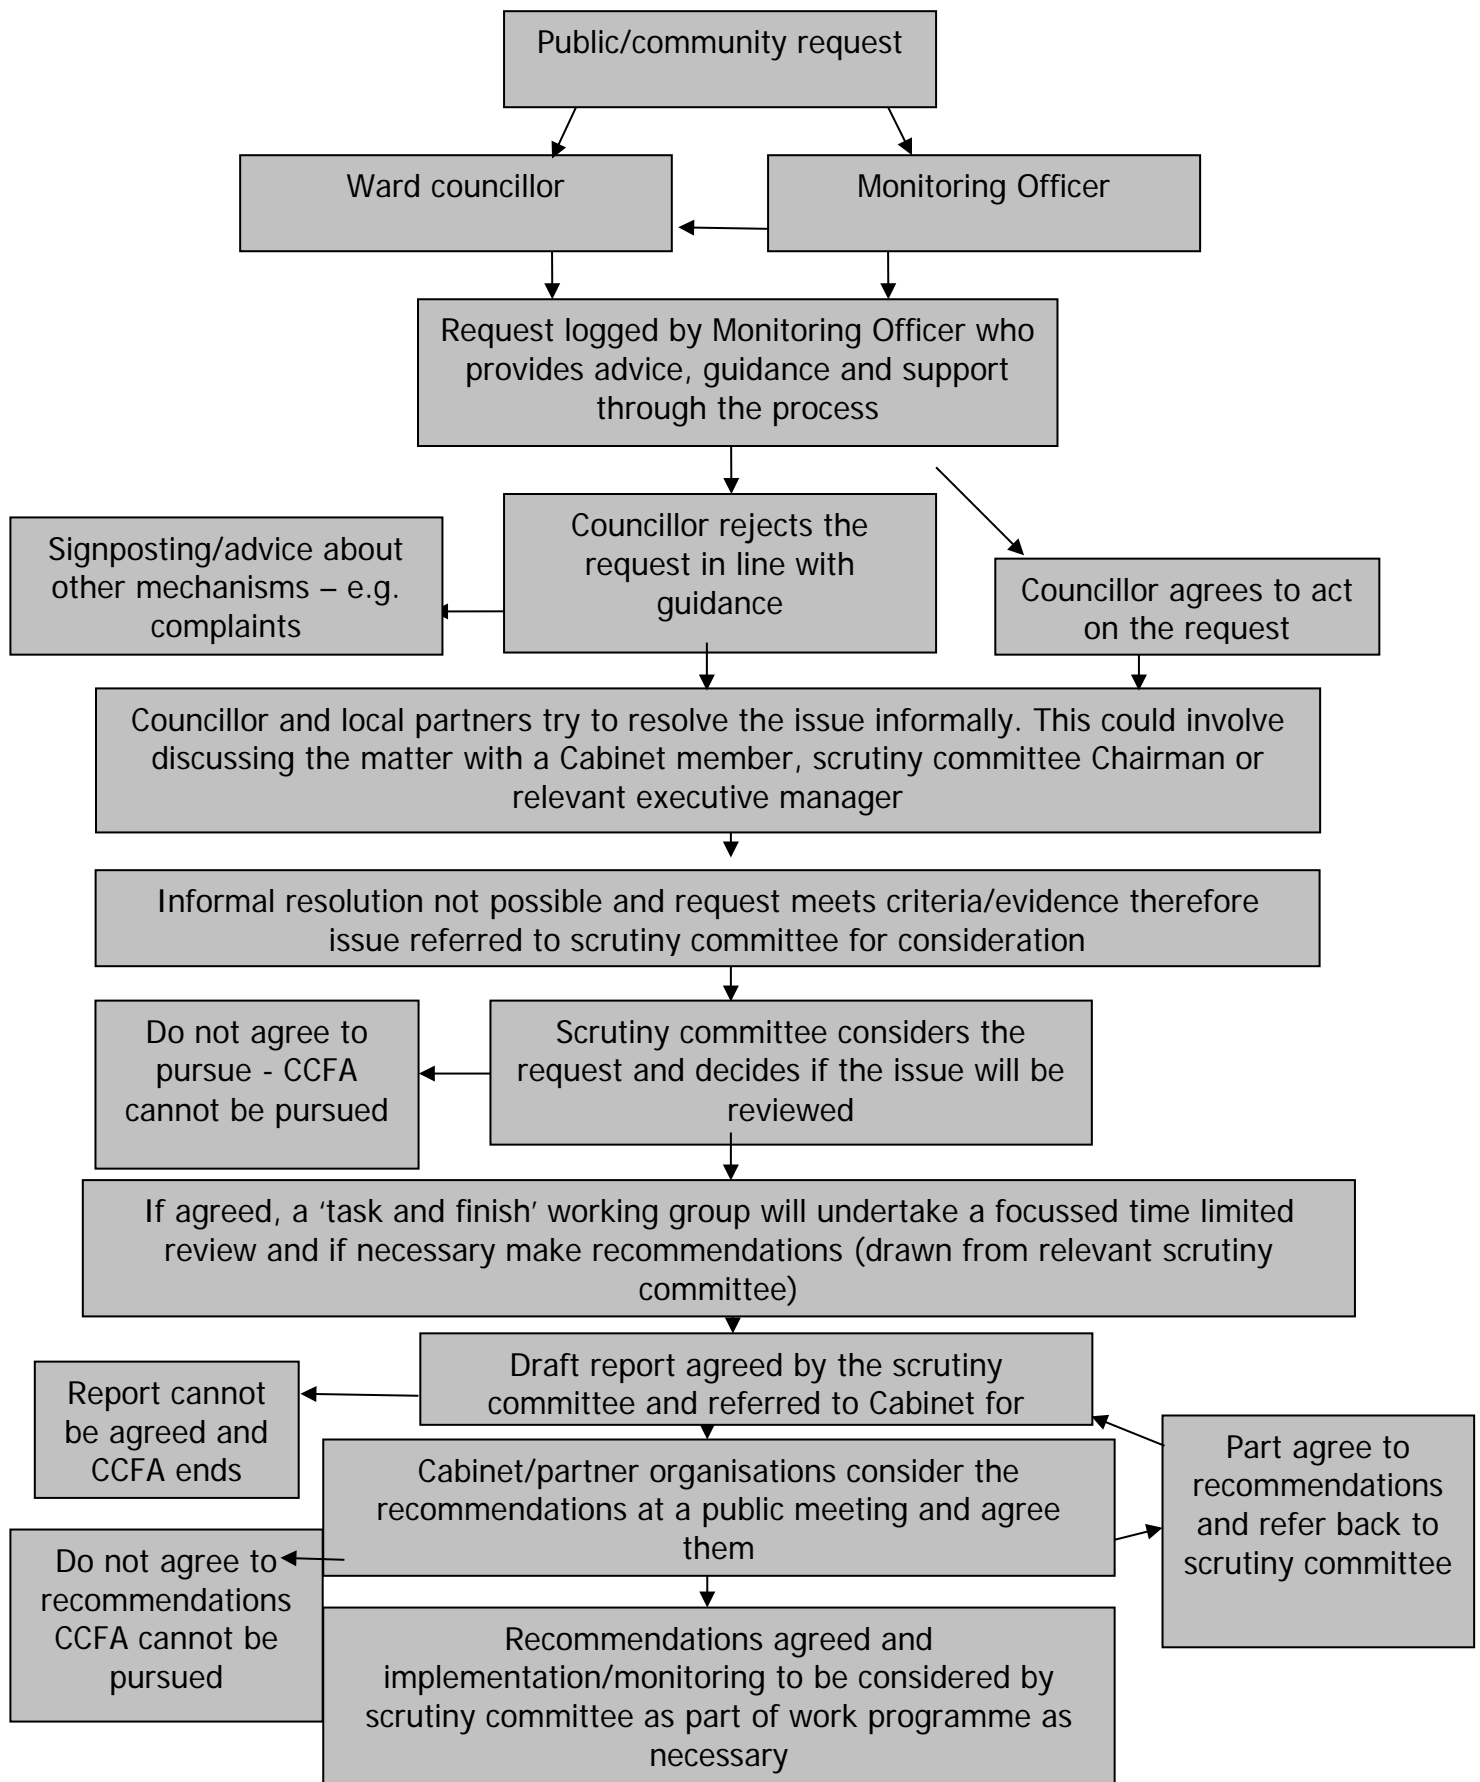 Public/community request
Ward councillor
Monitoring Officer
Request logged by Monitoring Officer who
provides advice, guidance and support
through the process
Signposting/advice about
other mechanisms – e.g.
complaints
Councillor rejects the
request in line with
guidance
Councillor agrees to act
on the request
Councillor and local partners try to resolve the issue informally. This could involve
discussing the matter with a Cabinet member, scrutiny committee Chairman or
relevant executive manager
Informal resolution not possible and request meets criteria/evidence therefore
issue referred to scrutiny committee for consideration
Do not agree to
pursue - CCFA
cannot be pursued
Scrutiny committee considers the
request and decides if the issue will be
reviewed
If agreed, a ‘task and finish’ working group will undertake a focussed time limited
review and if necessary make recommendations (drawn from relevant scrutiny
committee)
Draft report agreed by the scrutiny
committee and referred to Cabinet for
Report cannot
be agreed and
CCFA ends
Part agree to
recommendations
and refer back to
scrutiny committee
Cabinet/partner organisations consider the
recommendations at a public meeting and agree
them
Do not agree to
recommendations
CCFA cannot be
pursued
Recommendations agreed and
implementation/monitoring to be considered by
scrutiny committee as part of work programme as
necessary